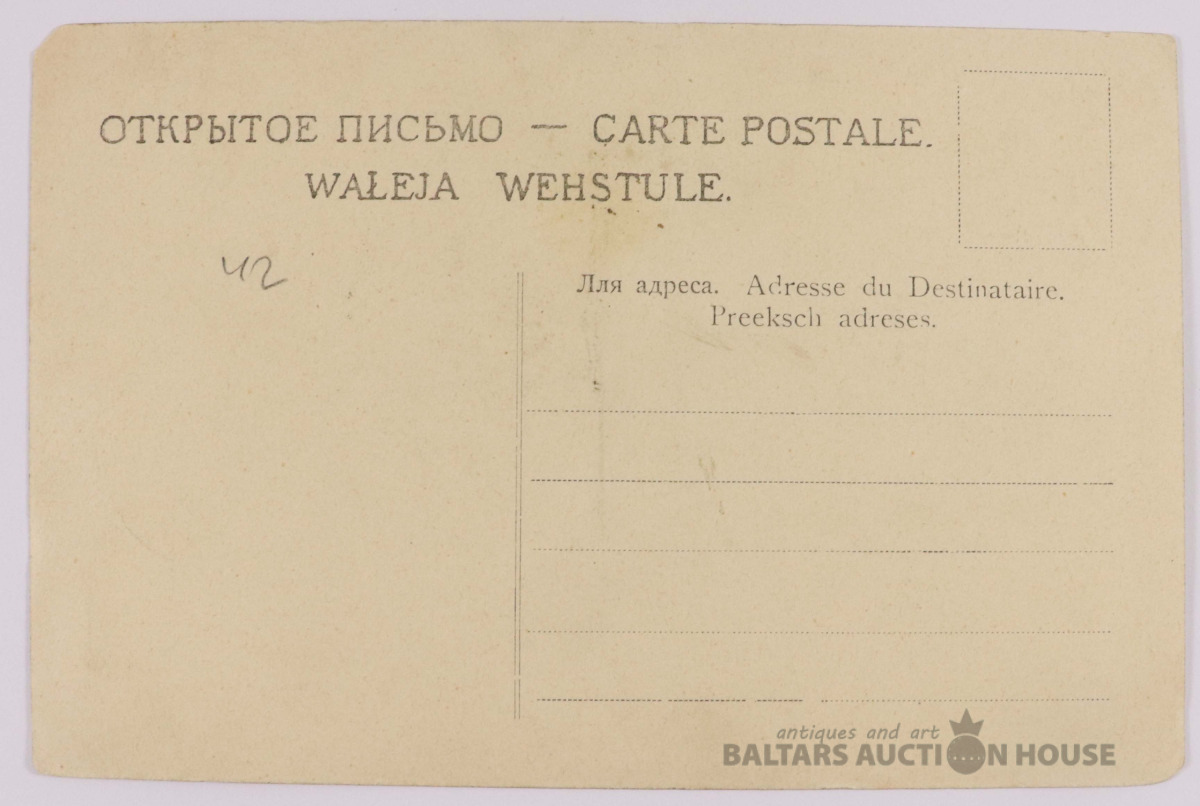 ОТКРЫТОЕ ПИСЬМО — CARTE POSTALE.
WAŁEJA WEHSTULE.
42
Лля адреса. Adresse du Destinataire.
Preeksch adreses.
antiques and art
BALTARS AUCTION HOUSE